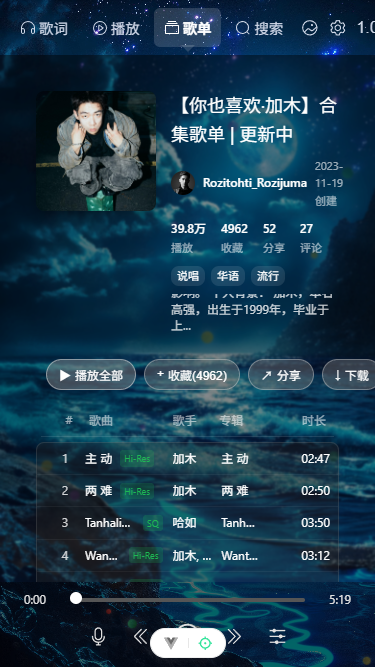 歌词 播放 歌单 搜索 1.0
【你也喜欢·加木】合
集歌单 | 更新中
Rozitohti_Rozijuma
2023-
11-19
创建
39.8万 4962 52 27
播放 收藏 分享 评论
说唱 华语 流行
高强，出生于1999年，毕业于
上...
播放全部 + 收藏(4962) 分享 下载
# 歌曲 歌手 专辑 时长
1 主 动 Hi-Res 加木 主 动 02:47
2 两 难 Hi-Res 加木 两 难 02:50
3 Tanhali... SQ 哈如 Tanh... 03:50
4 Wan... Hi-Res 加木, ... Want... 03:12
0:00 5:19